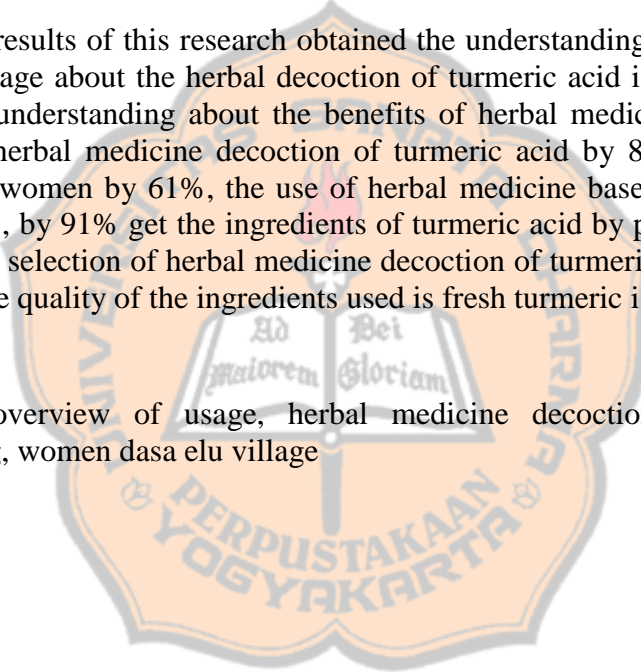 results of this research obtained the understanding
age about the herbal decoction of turmeric acid i
understanding about the benefits of herbal medic
herbal medicine decoction of turmeric acid by 8
women by 61%, the use of herbal medicine base
, by 91% get the ingredients of turmeric acid by p
selection of herbal medicine decoction of turmeri
e quality of the ingredients used is fresh turmeric i
overview of usage, herbal medicine decoctio
, women dasa elu village
UNIVERSITAS SANATA DHARMA
Ad Bei
Maiorem Gloriam
PERPUSTAKAAN
YOGYAKARTA